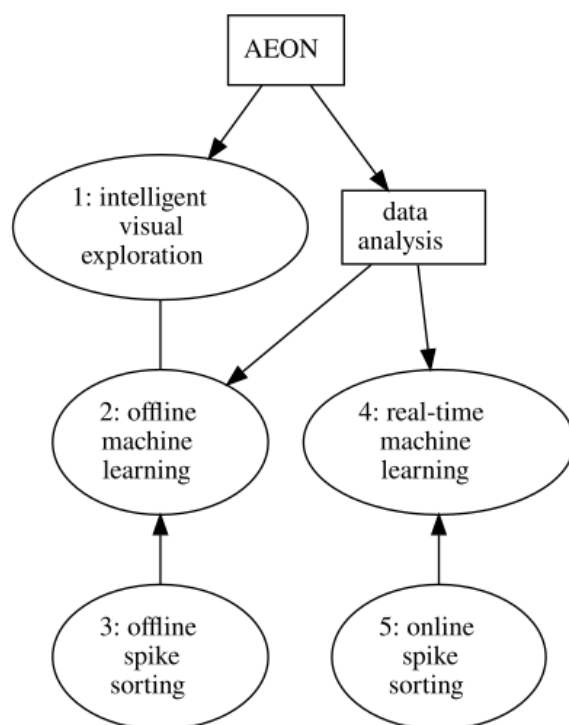 AEON
1: intelligent
visual
exploration
data
analysis
2: offline
machine
learning
4: real-time
machine
learning
3: offline
spike
sorting
5: online
spike
sorting